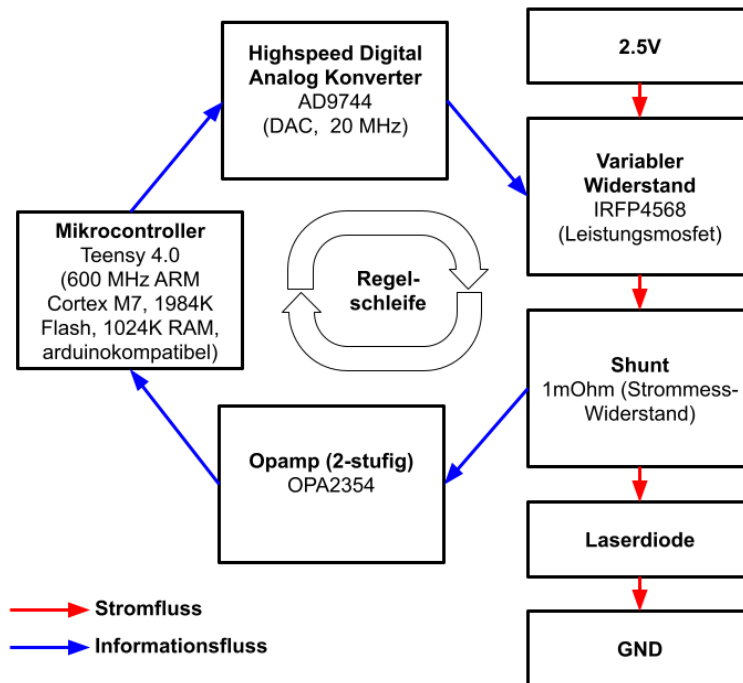 Highspeed Digital
Analog Konverter
AD9744
(DAC,  20 MHz)
2.5V
Variabler
Widerstand
IRFP4568
(Leistungsmosfet)
Mikrocontroller
Teensy 4.0
(600 MHz ARM
Cortex M7, 1984K
Flash, 1024K RAM,
arduinokompatibel)
Regel-
schleife
Shunt
1mOhm (Strommess-
Widerstand)
Opamp (2-stufig)
OPA2354
Laserdiode
Stromfluss
Informationsfluss
GND